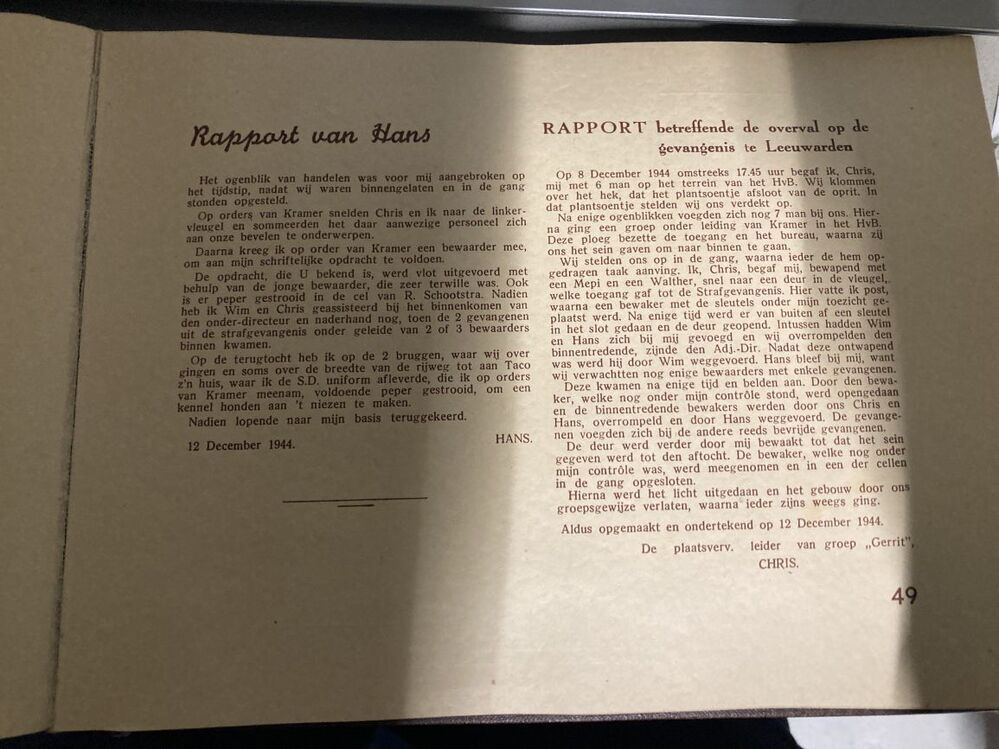 Rapport van Hans
Het ogenblik van handelen was voor mij aangebroken op
het tijdstip, nadat wij waren binnengelaten en in de gang
stonden opgesteld.
Op orders van Kramer snelden Chris en ik naar de linker-
vleugel en sommeerden het daar aanwezige personeel zich
aan onze bevelen te onderwerpen.
Daarna kreeg ik op order van Kramer een bewaarder mee,
om aan mijn schriftelijke opdracht te voldoen.
De opdracht, die U bekend is, werd vlot uitgevoerd met
behulp van de jonge bewaarder, die zeer terwille was. Ook
is er peper gestrooid in de cel van R. Schootstra. Nadien
heb ik Wim en Chris geassisteerd bij het binnenkomen van
den onder-directeur en naderhand nog, toen de 2 gevangenen
uit de strafgevangenis onder geleide van 2 of 3 bewaarders
binnen kwamen.
Op de terugtocht heb ik op de 2 bruggen, waar wij over
gingen en soms over de breedte van de rijweg tot aan Taco
z'n huis, waar ik de S.D. uniform afleverde, die ik op orders
van Kramer meenam, voldoende peper gestrooid, om een
kennel honden aan 't niezen te maken.
Nadien lopende naar mijn basis teruggekeerd.
12 December 1944. HANS.
RAPPORT betreffende de overval op de
gevangenis te Leeuwarden
Op 8 December 1944 omstreeks 17.45 uur begaf ik, Chris,
mij met 6 man op het terrein van het HvB. Wij klommen
over het hek, dat het plantsoentje afsloot van de oprit. In
dat plantsoentje stelden wij ons verdekt op.
Na enige ogenblikken voegden zich nog 7 man bij ons. Hier-
na ging een groep onder leiding van Kramer in het HvB.
Deze ploeg bezette de toegang en het bureau, waarna zij
ons het sein gaven om naar binnen te gaan.
Wij stelden ons op in de gang, waarna ieder de hem op-
gedragen taak aanving. Ik, Chris, begaf mij, bewapend met
een Mepi en een Walther, snel naar een deur in de vleugel,
welke toegang gaf tot de Strafgevangenis. Hier vatte ik post,
waarna een bewaker met de sleutels onder mijn toezicht ge-
plaatst werd. Na enige tijd werd er van buiten af een sleutel
in het slot gedaan en de deur geopend. Intussen hadden Wim
en Hans zich bij mij gevoegd en wij overrompelden den
binnentredende, zijnde den Adj.-Dir. Nadat deze ontwapend
was werd hij door Wim weggevoerd. Hans bleef bij mij, want
wij verwachtten nog enige bewaarders met enkele gevangenen.
Deze kwamen na enige tijd en belden aan. Door den bewa-
ker, welke nog onder mijn contrôle stond, werd opengedaan
en de binnentredende bewakers werden door ons Chris en
Hans, overrompeld en door Hans weggevoerd. De gevange-
nen voegden zich bij de andere reeds bevrijde gevangenen.
De deur werd verder door mij bewaakt tot dat het sein
gegeven werd tot den aftocht. De bewaker, welke nog onder
mijn contrôle was, werd meegenomen en in een der cellen
in de gang opgesloten.
Hierna werd het licht uitgedaan en het gebouw door ons
groepsgewijze verlaten, waarna ieder zijns weegs ging.
Aldus opgemaakt en ondertekend op 12 December 1944.
De plaatsverv. leider van groep „Gerrit",
CHRIS.
49